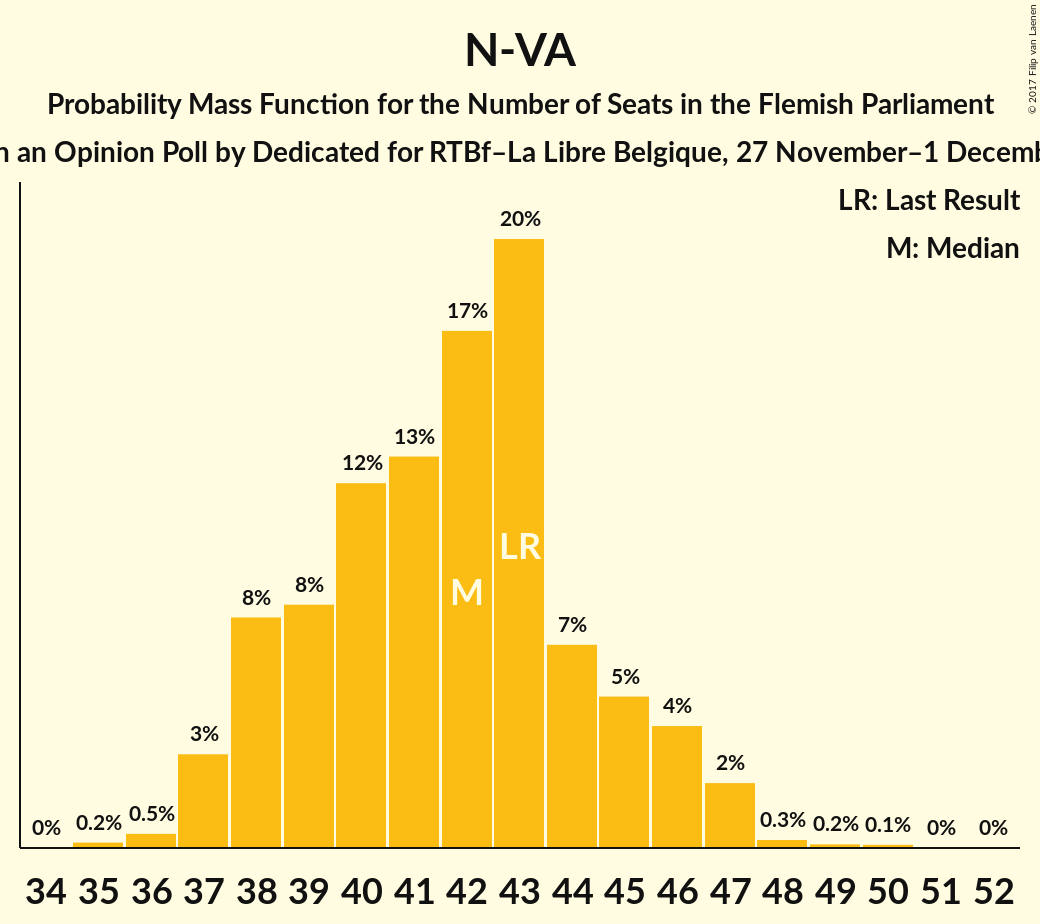 © 2017 Filip van Laenen
N-VA
Probability Mass Function for the Number of Seats in the Flemish Parliament
an Opinion Poll by Dedicated for RTBf–La Libre Belgique, 27 November–1
LR: Last Result
M: Median
20%
17%
13%
12%
8%
8%
7%
5%
4%
3%
2%
0% 0.2% 0.5% 0.3% 0.2% 0.1% 0% 0%
LR
M
34 35 36 37 38 39 40 41 42 43 44 45 46 47 48 49 50 51 52